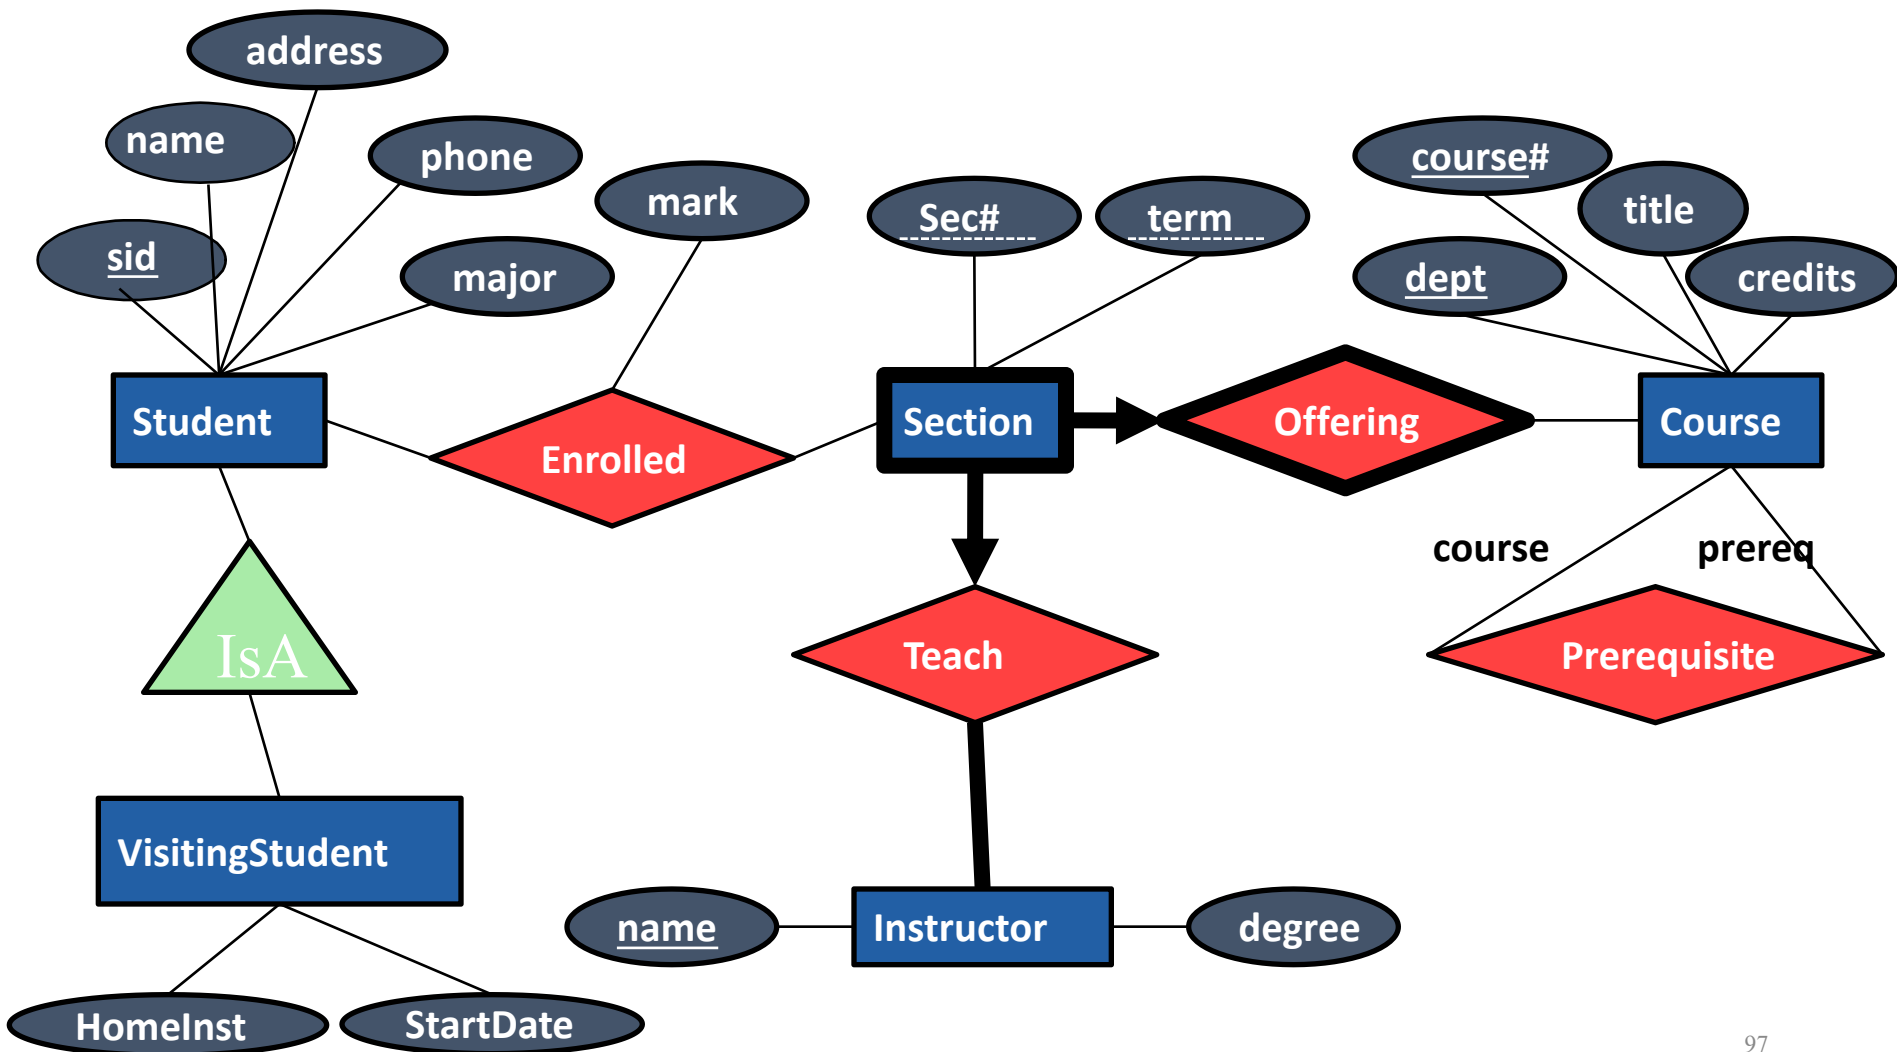 address
name
phone
mark
course#
sid
major
Sec#
term
title
dept
credits
Student
Enrolled
Section
Offering
Course
course
prereq
IsA
Teach
Prerequisite
VisitingStudent
name
Instructor
degree
HomeInst
StartDate
97